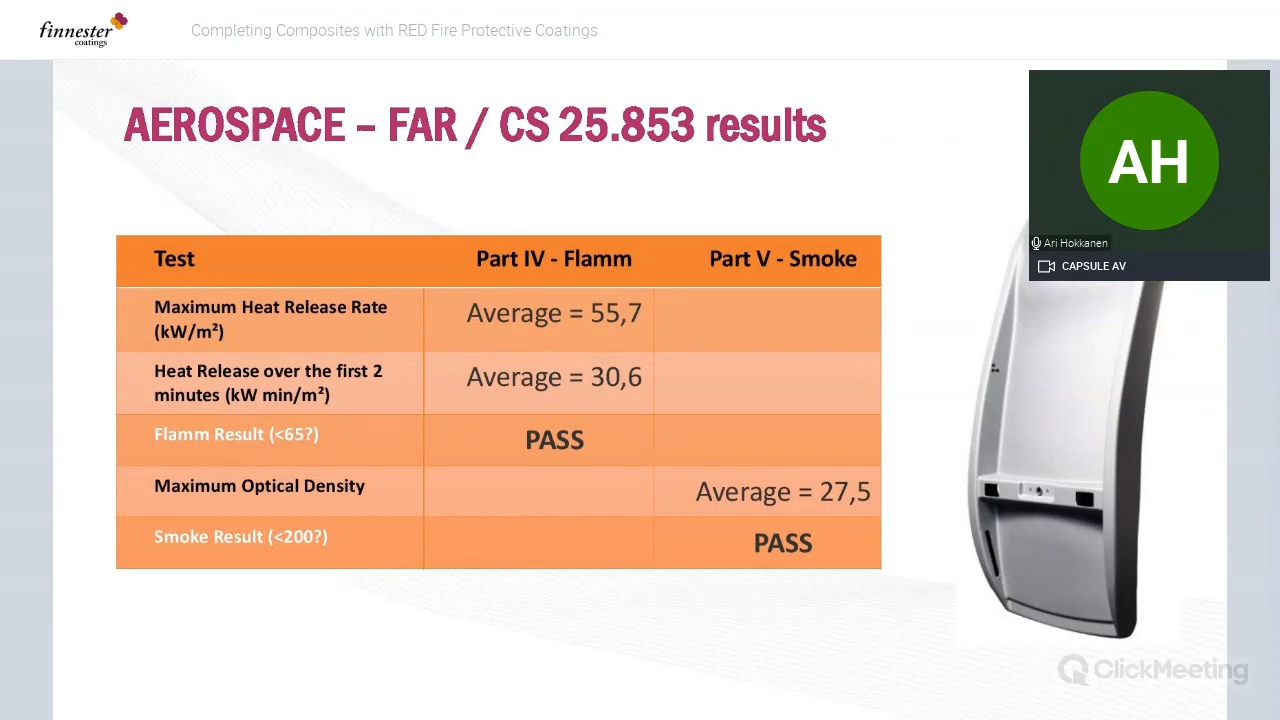 finnester
coatings
Completing Composites with RED Fire Protective Coatings
AEROSPACE – FAR / CS 25.853 results
AH
Ari Hokkanen
CAPSULE AV
Test Part IV - Flamm Part V - Smoke
Maximum Heat Release Rate
(kW/m²)
Average = 55,7
Heat Release over the first 2
minutes (kW min/m²)
Average = 30,6
Flamm Result (<65?) PASS
Maximum Optical Density Average = 27,5
Smoke Result (<200?) PASS
ClickMeeting